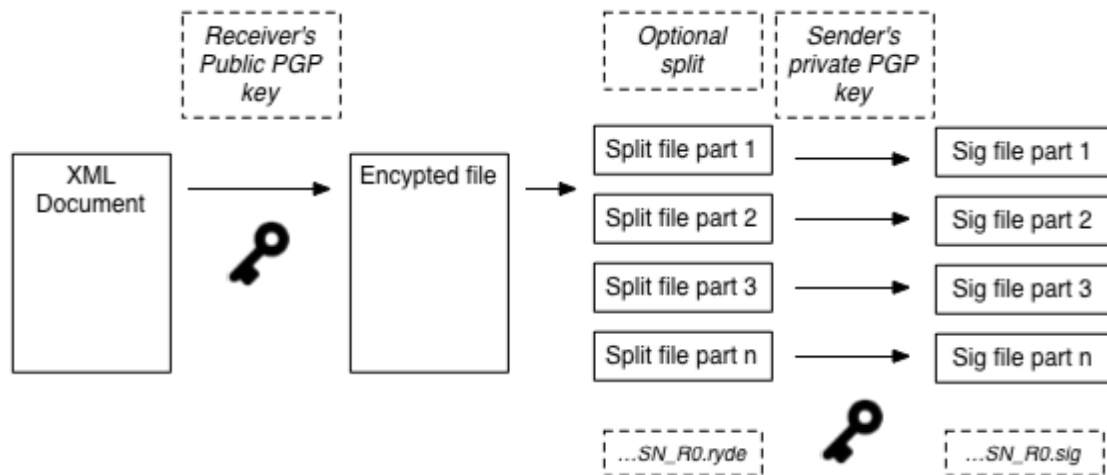 Receiver's
Public PGP
key
Optional
split
Sender's
private PGP
key
XML
Document
Encypted file
Split file part 1
Sig file part 1
Split file part 2
Sig file part 2
Split file part 3
Sig file part 3
Split file part n
Sig file part n
...SN_R0.ryde
...SN_R0.sig